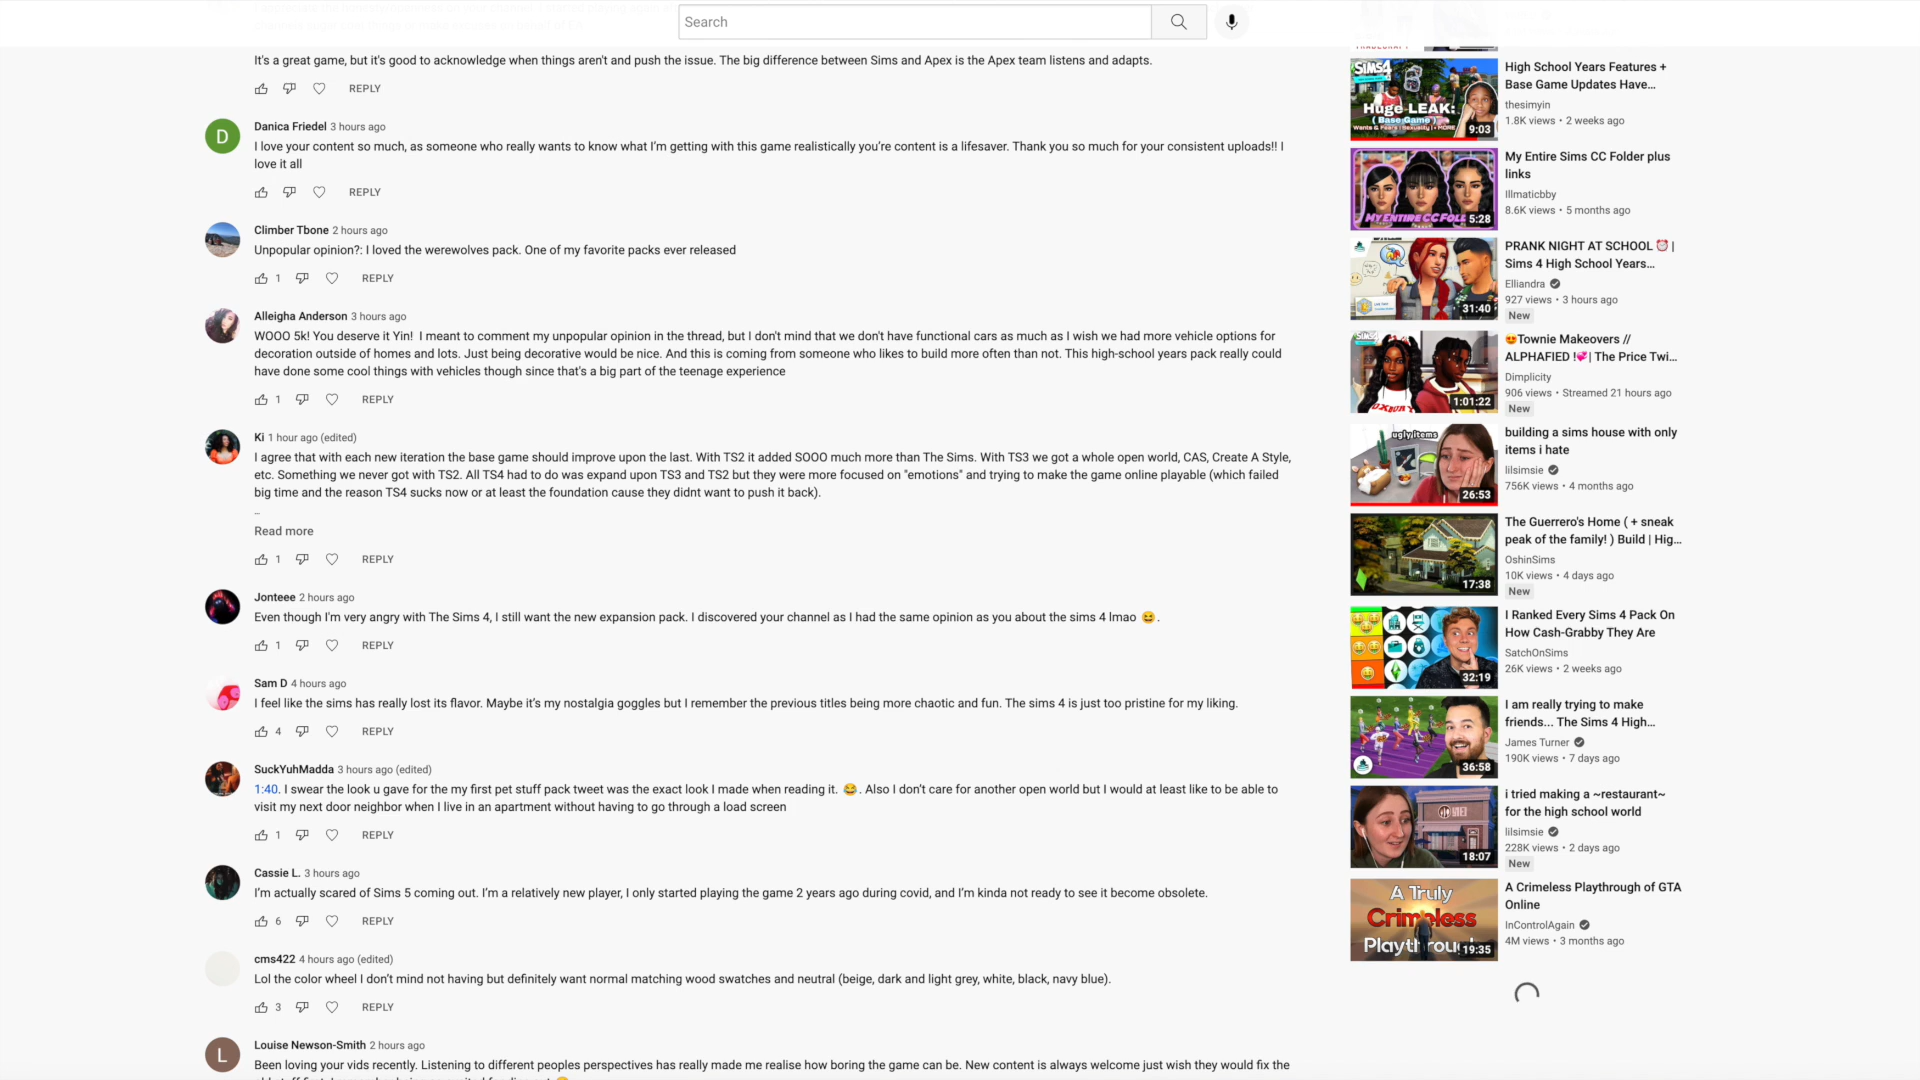 Search
It's a great game, but it's good to acknowledge when things aren't and push the issue. The big difference between Sims and Apex is the Apex team listens and adapts.
REPLY
D
Danica Friedel 3 hours ago
I love your content so much, as someone who really wants to know what I'm getting with this game realistically you're content is a lifesaver. Thank you so much for your consistent uploads!! I
love it all
REPLY
Climber Tbone 2 hours ago
Unpopular opinion?: I loved the werewolves pack. One of my favorite packs ever released
1 REPLY
Alleigha Anderson 3 hours ago
WOOO 5k! You deserve it Yin! I meant to comment my unpopular opinion in the thread, but I don't mind that we don't have functional cars as much as I wish we had more vehicle options for
decoration outside of homes and lots. Just being decorative would be nice. And this is coming from someone who likes to build more often than not. This high-school years pack really could
have done some cool things with vehicles though since that's a big part of the teenage experience
1 REPLY
Ki 1 hour ago (edited)
I agree that with each new iteration the base game should improve upon the last. With TS2 it added SOOO much more than The Sims. With TS3 we got a whole open world, CAS, Create A Style,
etc. Something we never got with TS2. All TS4 had to do was expand upon TS3 and TS2 but they were more focused on "emotions" and trying to make the game online playable (which failed
big time and the reason TS4 sucks now or at least the foundation cause they didnt want to push it back).
..
Read more
1 REPLY
Jonteee 2 hours ago
Even though I'm very angry with The Sims 4, I still want the new expansion pack. I discovered your channel as I had the same opinion as you about the sims 4 lmao 😆.
1 REPLY
Sam D 4 hours ago
I feel like the sims has really lost its flavor. Maybe it's my nostalgia goggles but I remember the previous titles being more chaotic and fun. The sims 4 is just too pristine for my liking.
4 REPLY
SuckYuhMadda 3 hours ago (edited)
1:40. I swear the look u gave for the my first pet stuff pack tweet was the exact look I made when reading it. 😂. Also I don't care for another open world but I would at least like to be able to
visit my next door neighbor when I live in an apartment without having to go through a load screen
1 REPLY
Cassie L. 3 hours ago
I'm actually scared of Sims 5 coming out. I'm a relatively new player, I only started playing the game 2 years ago during covid, and I'm kinda not ready to see it become obsolete.
6 REPLY
cms422 4 hours ago (edited)
Lol the color wheel I don't mind not having but definitely want normal matching wood swatches and neutral (beige, dark and light grey, white, black, navy blue).
3 REPLY
L
Louise Newson-Smith 2 hours ago
Been loving your vids recently. Listening to different peoples perspectives has really made me realise how boring the game can be. New content is always welcome just wish they would fix the
SIMS4
Huge LEAK:
( Base Game )
Wants & Fears | Sexuality | + MORE
9:03
High School Years Features +
Base Game Updates Have...
thesimyin
1.8K views • 2 weeks ago
MY ENTIRE CC FOLD
5:28
My Entire Sims CC Folder plus
links
Illmaticbby
8.6K views • 5 months ago
31:40
PRANK NIGHT AT SCHOOL ⏰ |
Sims 4 High School Years...
Elliandra
927 views • 3 hours ago
New
1:01:22
😍Townie Makeovers //
ALPHAFIED !💞| The Price Twi...
Dimplicity
906 views • Streamed 21 hours ago
New
ugly items
26:53
building a sims house with only
items i hate
lilsimsie
756K views • 4 months ago
17:38
The Guerrero's Home ( + sneak
peak of the family! ) Build | Hig...
OshinSims
10K views • 4 days ago
New
32:19
I Ranked Every Sims 4 Pack On
How Cash-Grabby They Are
SatchOnSims
26K views • 2 weeks ago
36:58
I am really trying to make
friends... The Sims 4 High...
James Turner
190K views • 7 days ago
18:07
i tried making a ~restaurant~
for the high school world
lilsimsie
228K views • 2 days ago
New
A Truly
Crimeless
Playthrough
19:35
A Crimeless Playthrough of GTA
Online
InControlAgain
4M views • 3 months ago